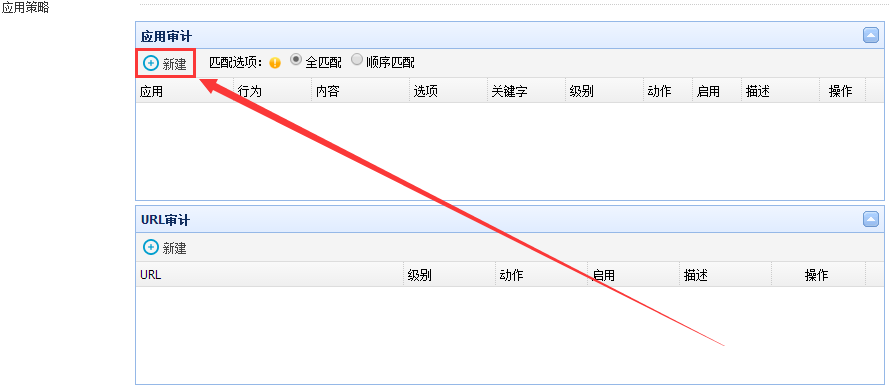 应用策略
应用审计
新建 匹配选项： 全匹配 顺序匹配
应用 行为 内容 选项 关键字 级别 动作 启用 描述 操作
URL审计
新建
URL 级别 动作 启用 描述 操作